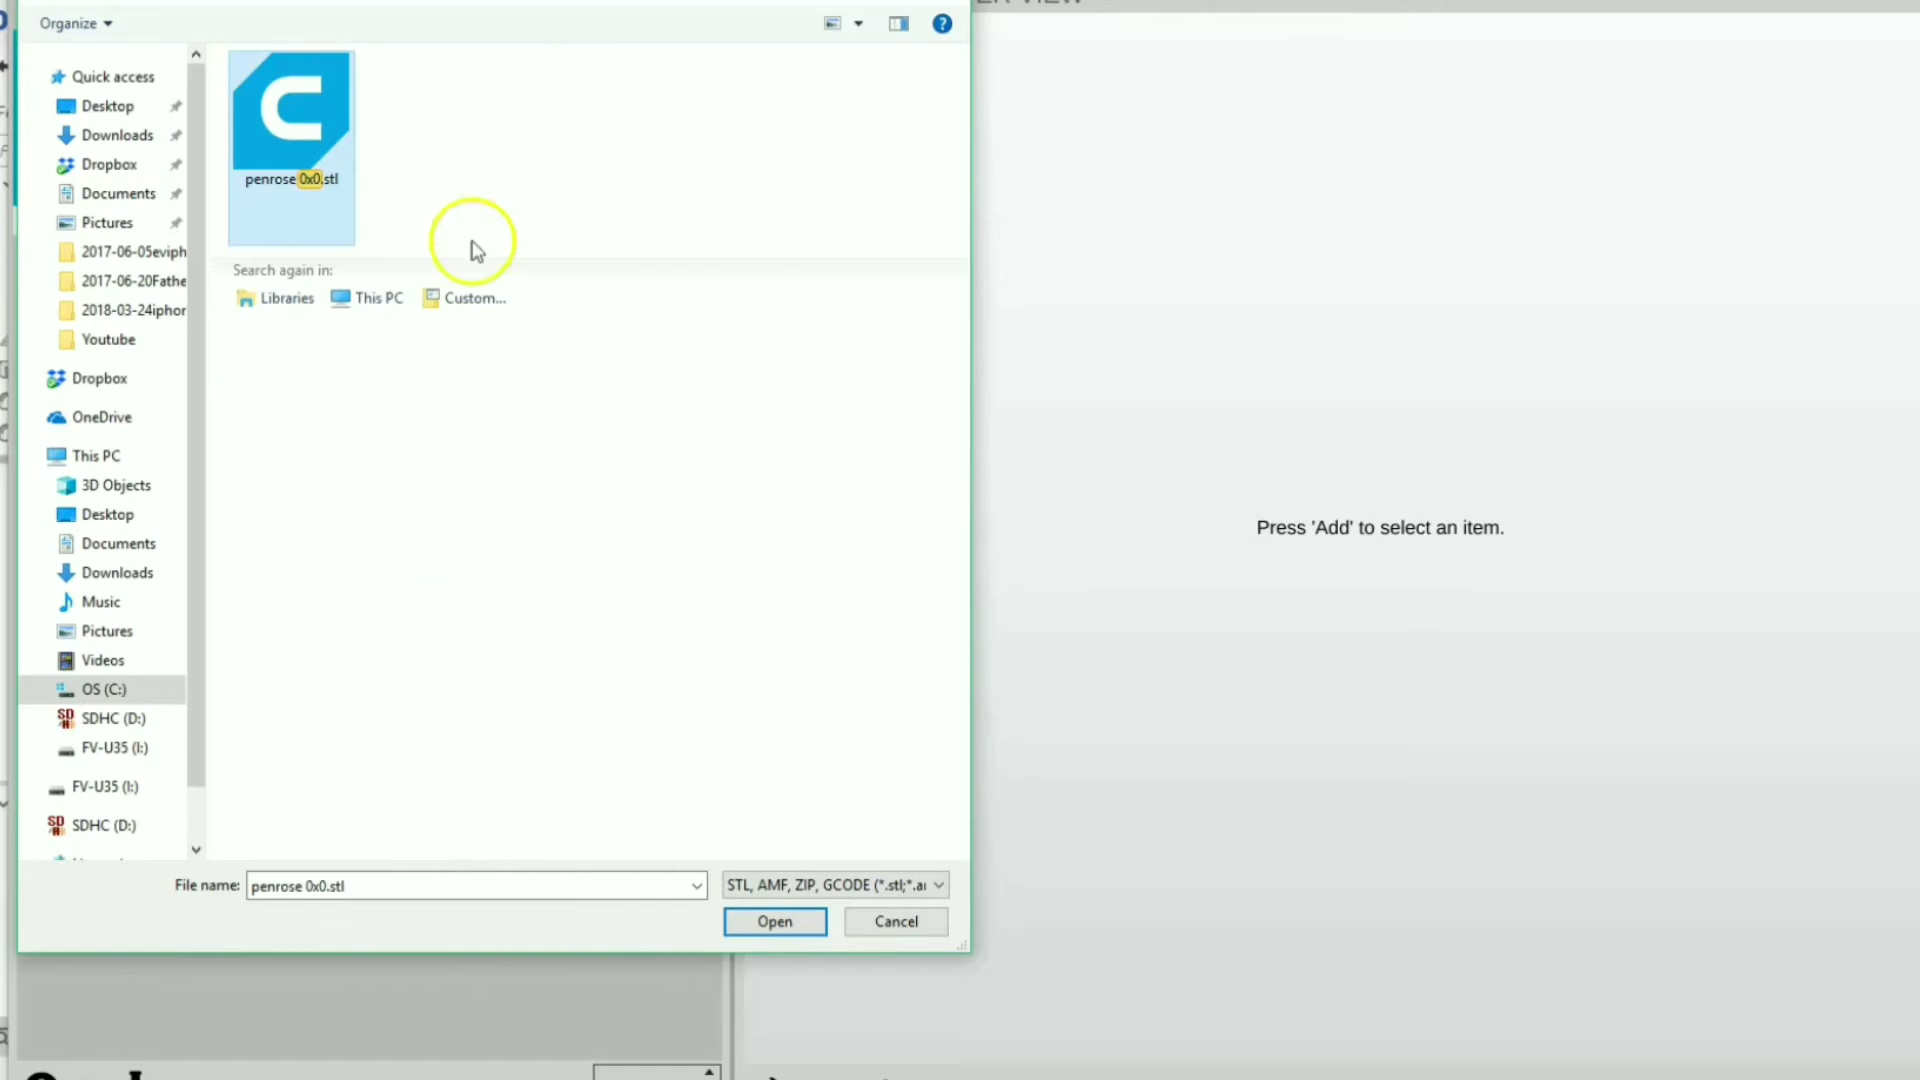 Organize
Quick access
Desktop
Downloads
Dropbox
Documents
Pictures
2017-06-05eviph
2017-06-20Fathe
2018-03-24iphor
Youtube
Dropbox
OneDrive
This PC
3D Objects
Desktop
Documents
Downloads
Music
Pictures
Videos
OS (C:)
SDHC (D:)
FV-U35 (I:)
FV-U35 (I:)
SDHC (D:)
penrose 0x0.stl
Search again in:
Libraries This PC Custom...
Press 'Add' to select an item.
File name: penrose 0x0.stl STL, AMF, ZIP, GCODE (*.stl;*.ai
Open Cancel